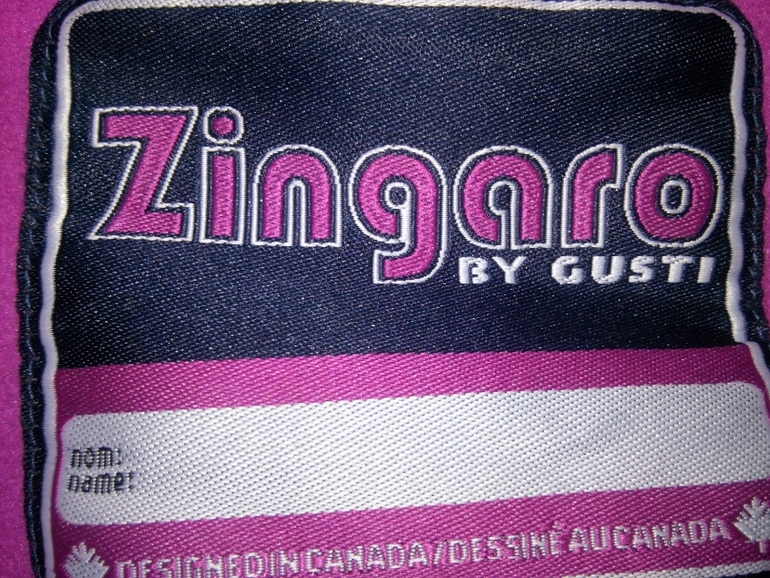 Zingaro
BY GUSTI
nom:
name:
DESIGNED IN CANADA/DESSINÉ AU CANADA